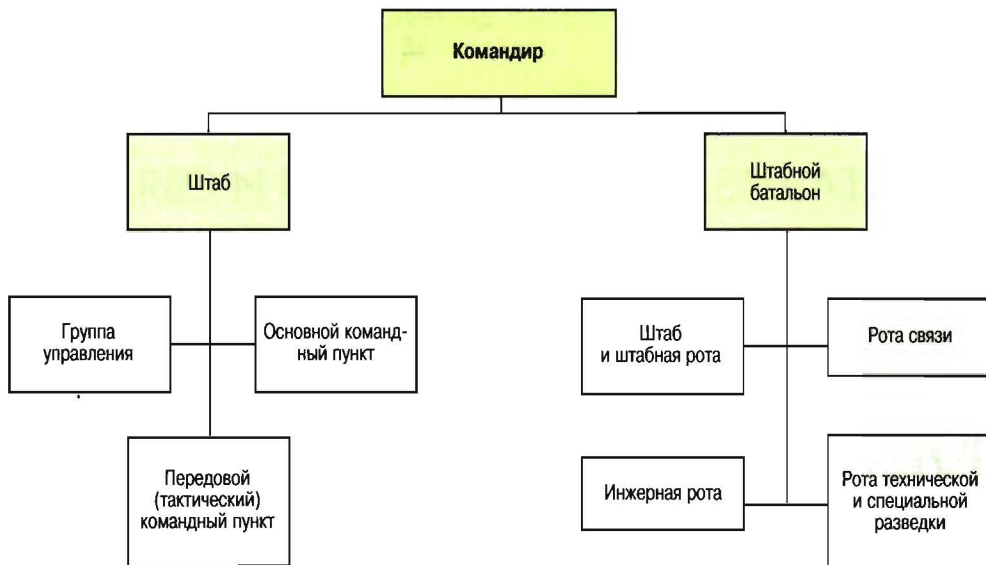 Командир
Штаб
Штабной
батальон
Группа
управления
Основной команд-
ный пункт
Штаб
и штабная рота
Рота связи
Передовой
(тактический)
командный пункт
Инжерная рота
Рота технической
и специальной
разведки